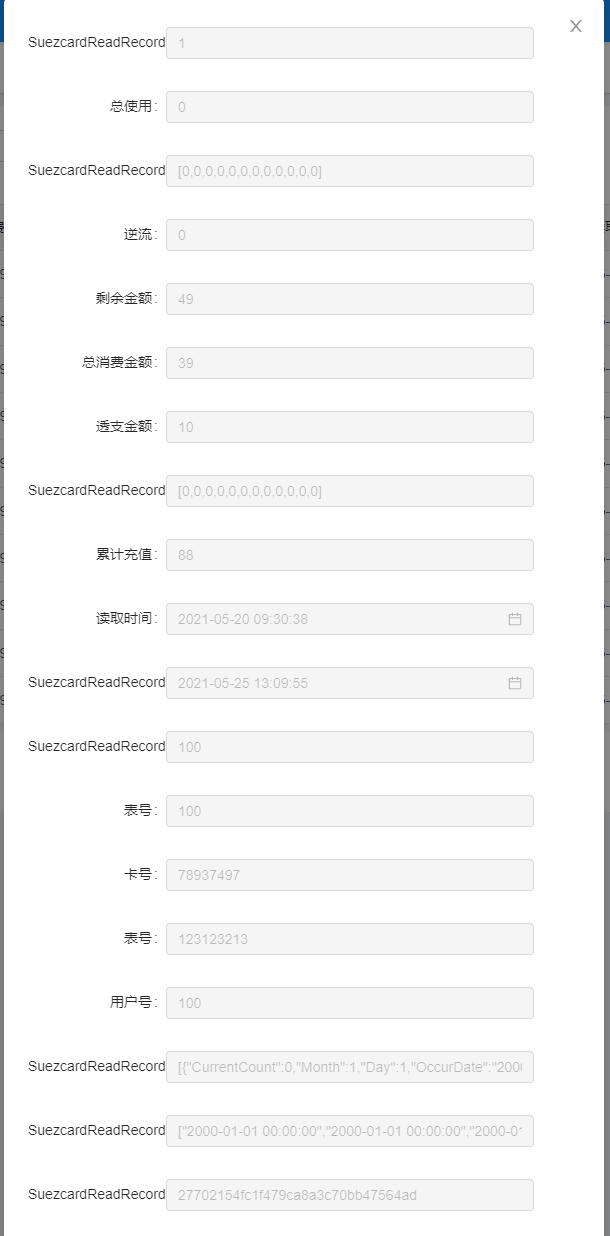 SuezcardReadRecord 1
总使用: 0
SuezcardReadRecord [0,0,0,0,0,0,0,0,0,0,0,0]
逆流: 0
剩余金额: 49
总消费金额: 39
透支金额: 10
SuezcardReadRecord [0,0,0,0,0,0,0,0,0,0,0,0]
累计充值: 88
读取时间: 2021-05-20 09:30:38
SuezcardReadRecord 2021-05-25 13:09:55
SuezcardReadRecord 100
表号: 100
卡号: 78937497
表号: 123123213
用户号: 100
SuezcardReadRecord [{"CurrentCount":0,"Month":1,"Day":1,"OccurDate":"200
SuezcardReadRecord ["2000-01-01 00:00:00","2000-01-01 00:00:00","2000-01
SuezcardReadRecord 27702154fc1f479ca8a3c70bb47564ad